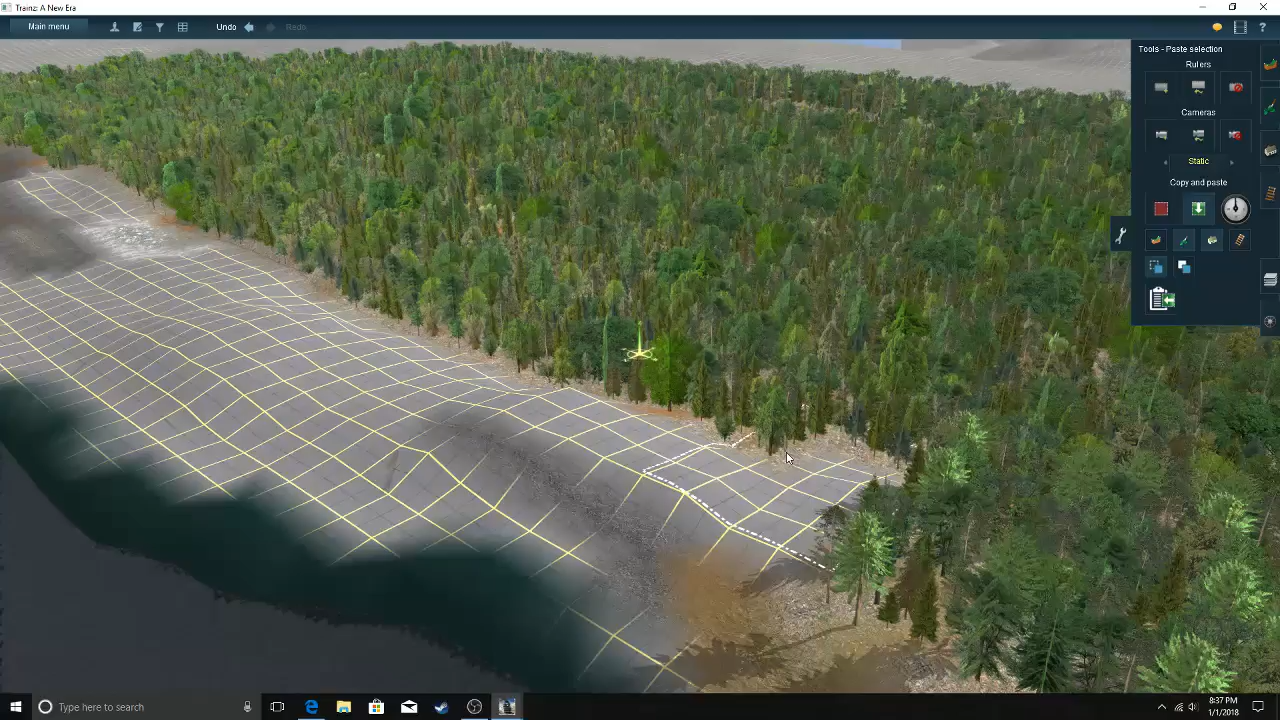 Trainz: A New Era
Main menu
Undo
Redo
Tools - Paste selection
Rulers
Cameras
Static
Copy and paste
Type here to search
8:37 PM
1/1/2018